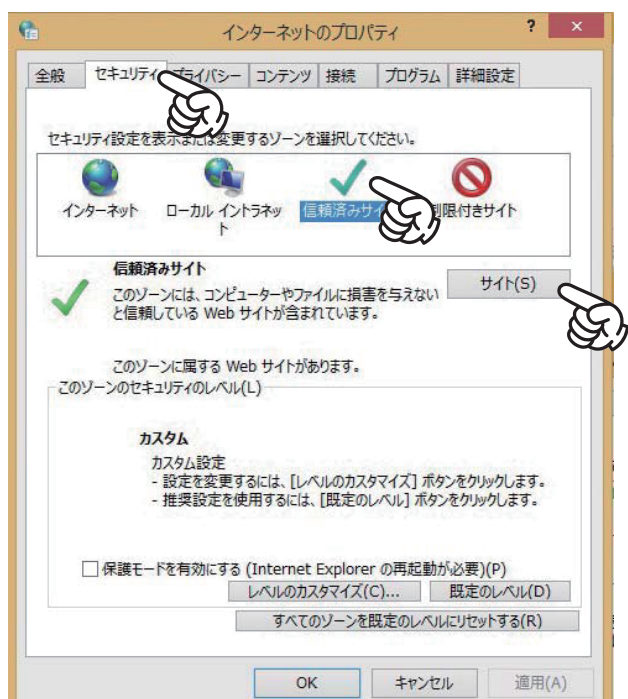 インターネットのプロパティ
?
×
全般 セキュリティ プライバシー コンテンツ 接続 プログラム 詳細設定
セキュリティ設定を表示または変更するゾーンを選択してください。
インターネット ローカル イントラネッ 信頼済みサイ 制限付きサイト
ト
信頼済みサイト
サイト(S)
このゾーンには、コンピューターやファイルに損害を与えない
と信頼している Web サイトが含まれています。
このゾーンに属する Web サイトがあります。
このゾーンのセキュリティのレベル(L)
カスタム
カスタム設定
- 設定を変更するには、[レベルのカスタマイズ] ボタンをクリックします。
- 推奨設定を使用するには、[既定のレベル] ボタンをクリックします。
保護モードを有効にする (Internet Explorer の再起動が必要)(P)
レベルのカスタマイズ(C)... 既定のレベル(D)
すべてのゾーンを既定のレベルにリセットする(R)
OK キャンセル 適用(A)